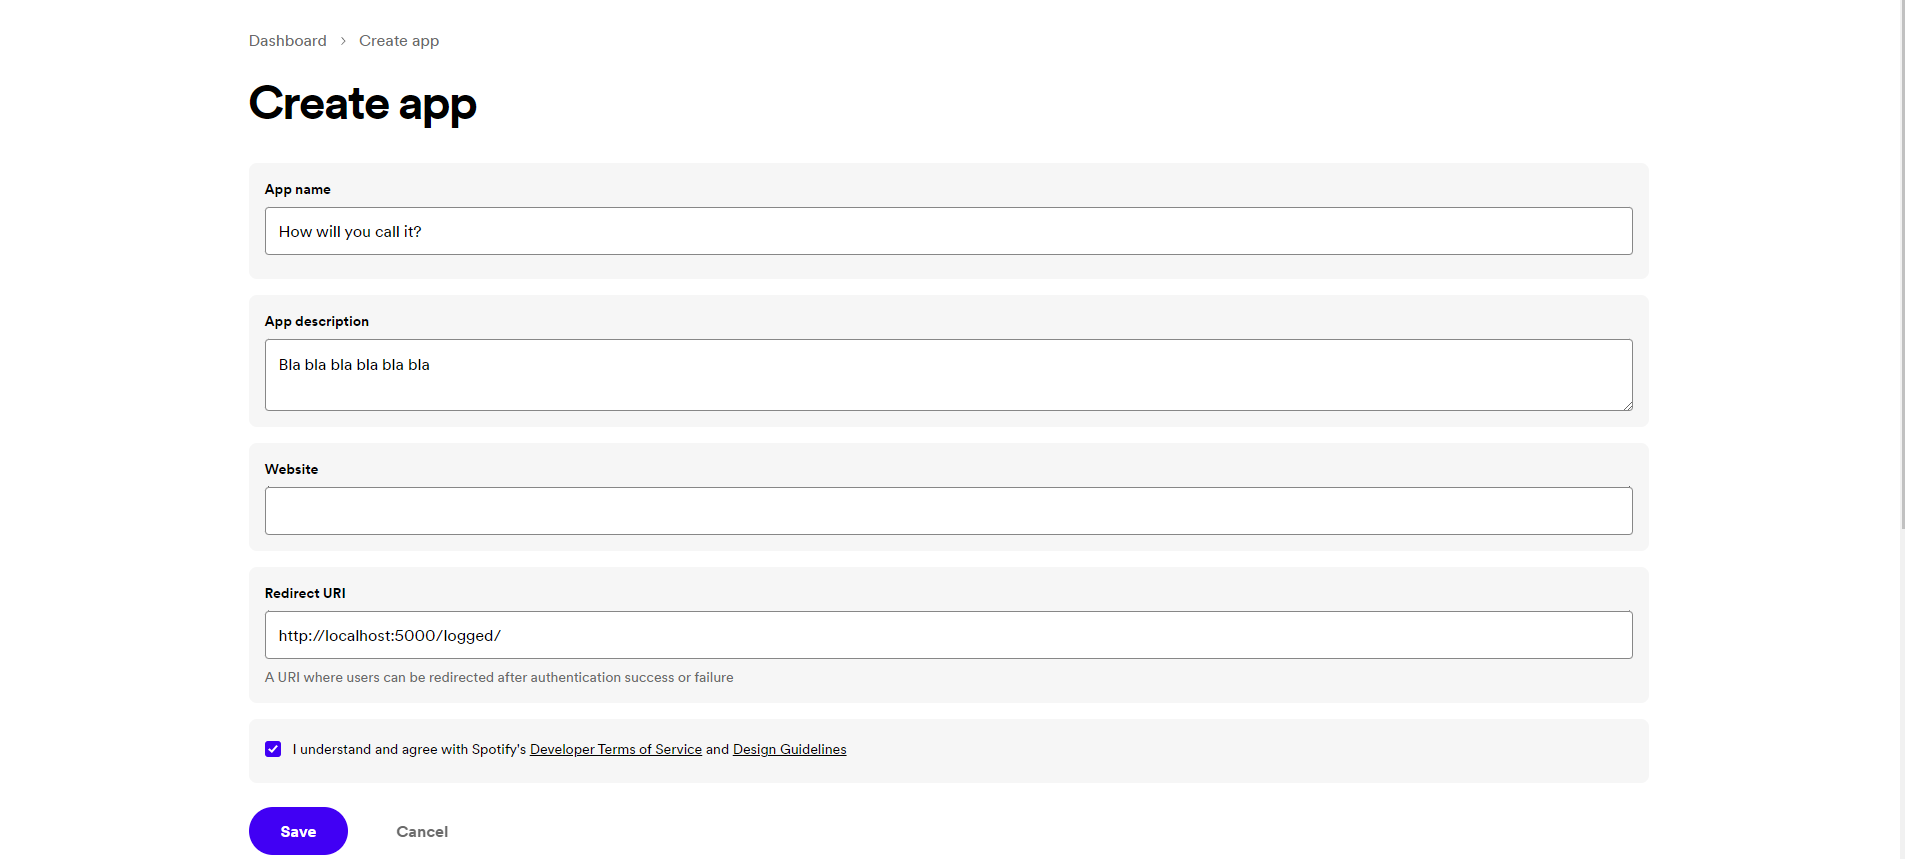 Dashboard > Create app
Create app
App name
How will you call it?
App description
Bla bla bla bla bla bla
Website
Redirect URI
http://localhost:5000/logged/
A URI where users can be redirected after authentication success or failure
I understand and agree with Spotify's Developer Terms of Service and Design Guidelines
Save Cancel